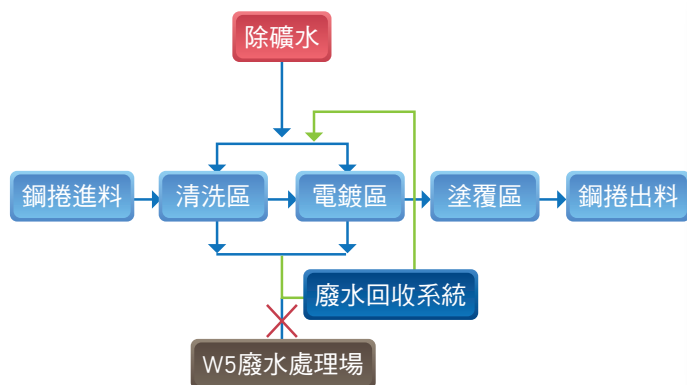 除礦水
鋼捲進料
清洗區
電鍍區
塗覆區
鋼捲出料
廢水回收系統
W5廢水處理場